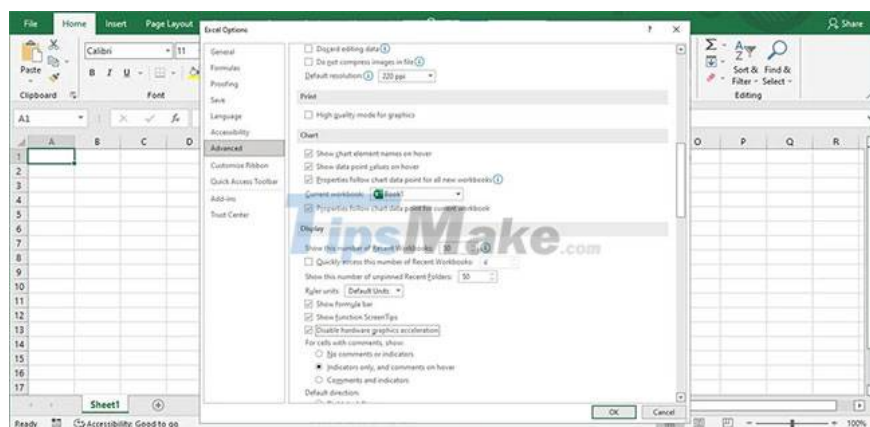 File Home Insert Page Layout Excel Options ? × Share
Calibri 11
Paste B I U
Sort & Find &
Filter Select
Clipboard Font Editing
A1 fx
A B C D O P Q R
1
2
3
4
5
6
7
8
9
10
11
12
13
14
15
16
17
General
Formulas
Proofing
Save
Language
Accessibility
Advanced
Customize Ribbon
Quick Access Toolbar
Add-ins
Trust Center
Discard editing data
Do not compress images in file
Default resolution: 220 ppi
Print
High quality mode for graphics
Chart
Show chart element names on hover
Show data point values on hover
Properties follow chart data point for all new workbooks
Current workbook: Book1
Properties follow chart data point for current workbook
TipsMake.com
Display
Show this number of Recent Workbooks: 50
Quickly access this number of Recent Workbooks: 4
Show this number of unpinned Recent Folders: 50
Ruler units Default Units
Show formula bar
Show function ScreenTips
Disable hardware graphics acceleration
For cells with comments, show:
No comments or indicators
Indicators only, and comments on hover
Comments and indicators
Default direction:
OK Cancel
Sheet1
Ready Accessibility: Good to go 100%